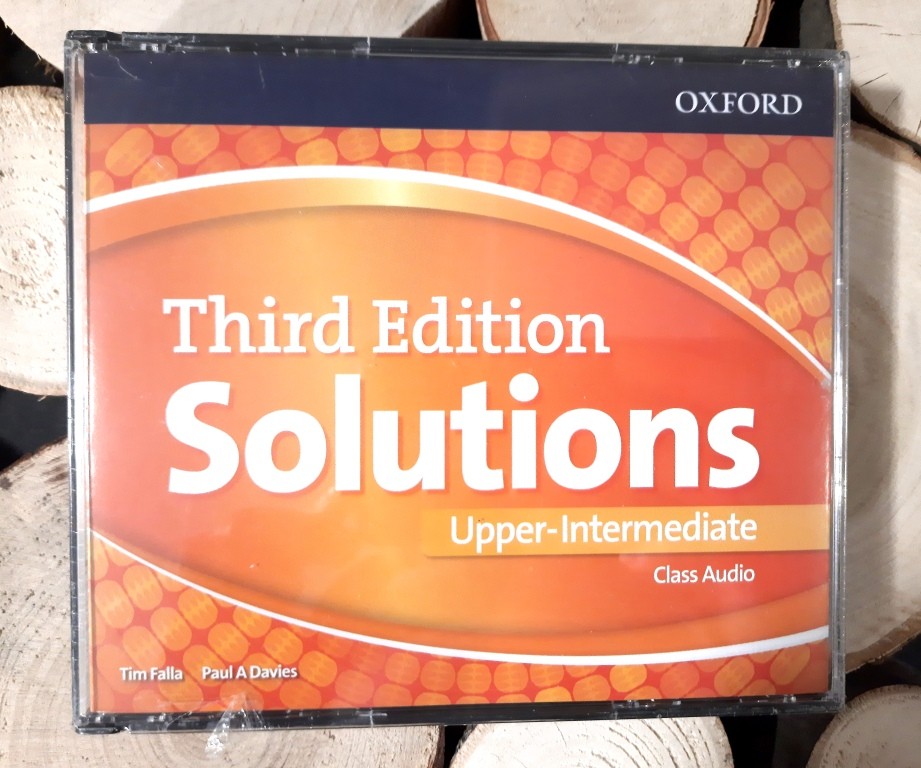 OXFORD
Third Edition
Solutions
Upper-Intermediate
Class Audio
Tim Falla Paul A Davies